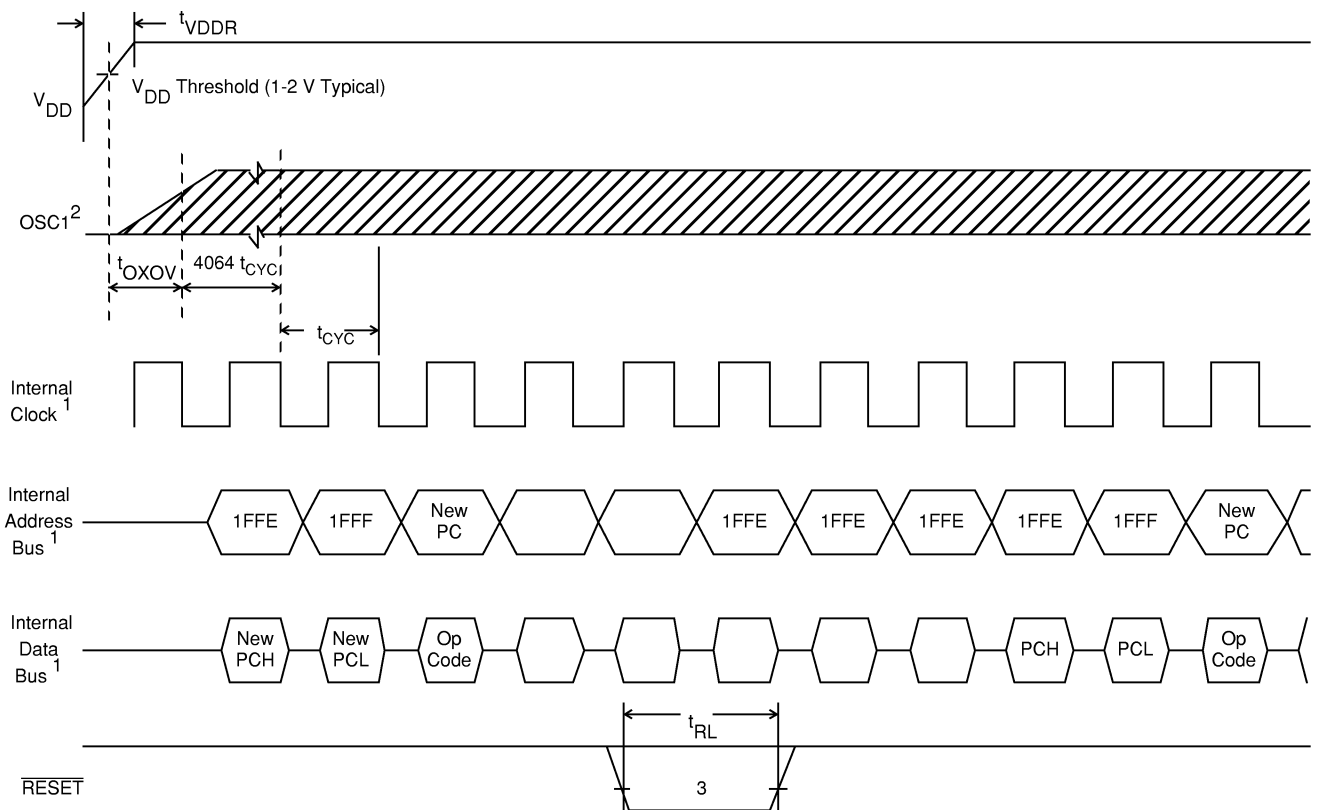 tVDDR
VDD Threshold (1-2 V Typical)
VDD
OSC1²
tOXOV
4064 tCYC
tCYC
Internal
Clock 1
Internal
Address
Bus 1
1FFE
1FFF
New
PC
1FFE
1FFE
1FFE
1FFE
1FFF
New
PC
Internal
Data
Bus 1
New
PCH
New
PCL
Op
Code
PCH
PCL
Op
Code
tRL
RESET
3